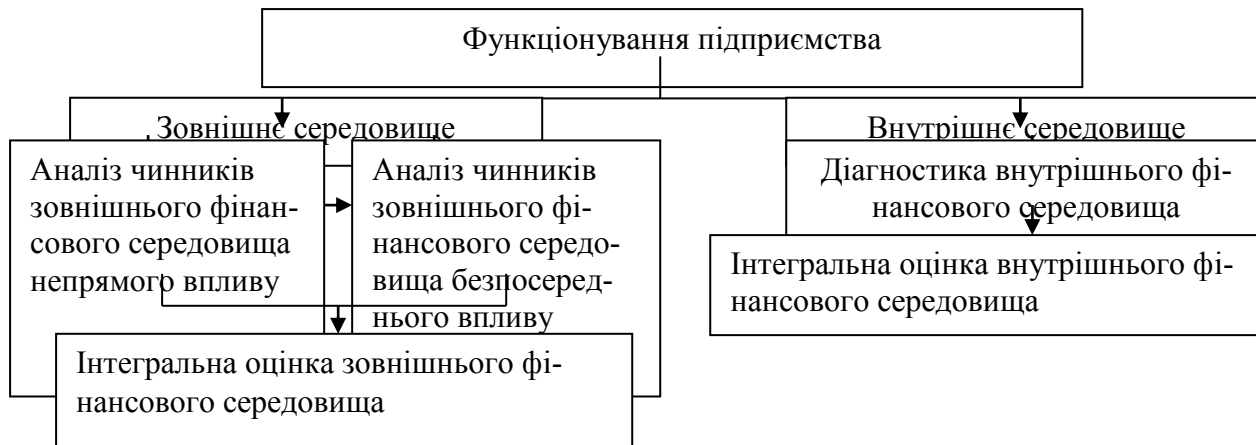 Функціонування підприємства
Зовнішнє середовище
Внутрішнє середовище
Аналіз чинників
зовнішнього фінан-
сового середовища
непрямого впливу
Аналіз чинників
зовнішнього фі-
нансового середо-
вища безпосеред-
нього впливу
Діагностика внутрішнього фі-
нансового середовища
Інтегральна оцінка внутрішнього фі-
нансового середовища
Інтегральна оцінка зовнішнього фі-
нансового середовища